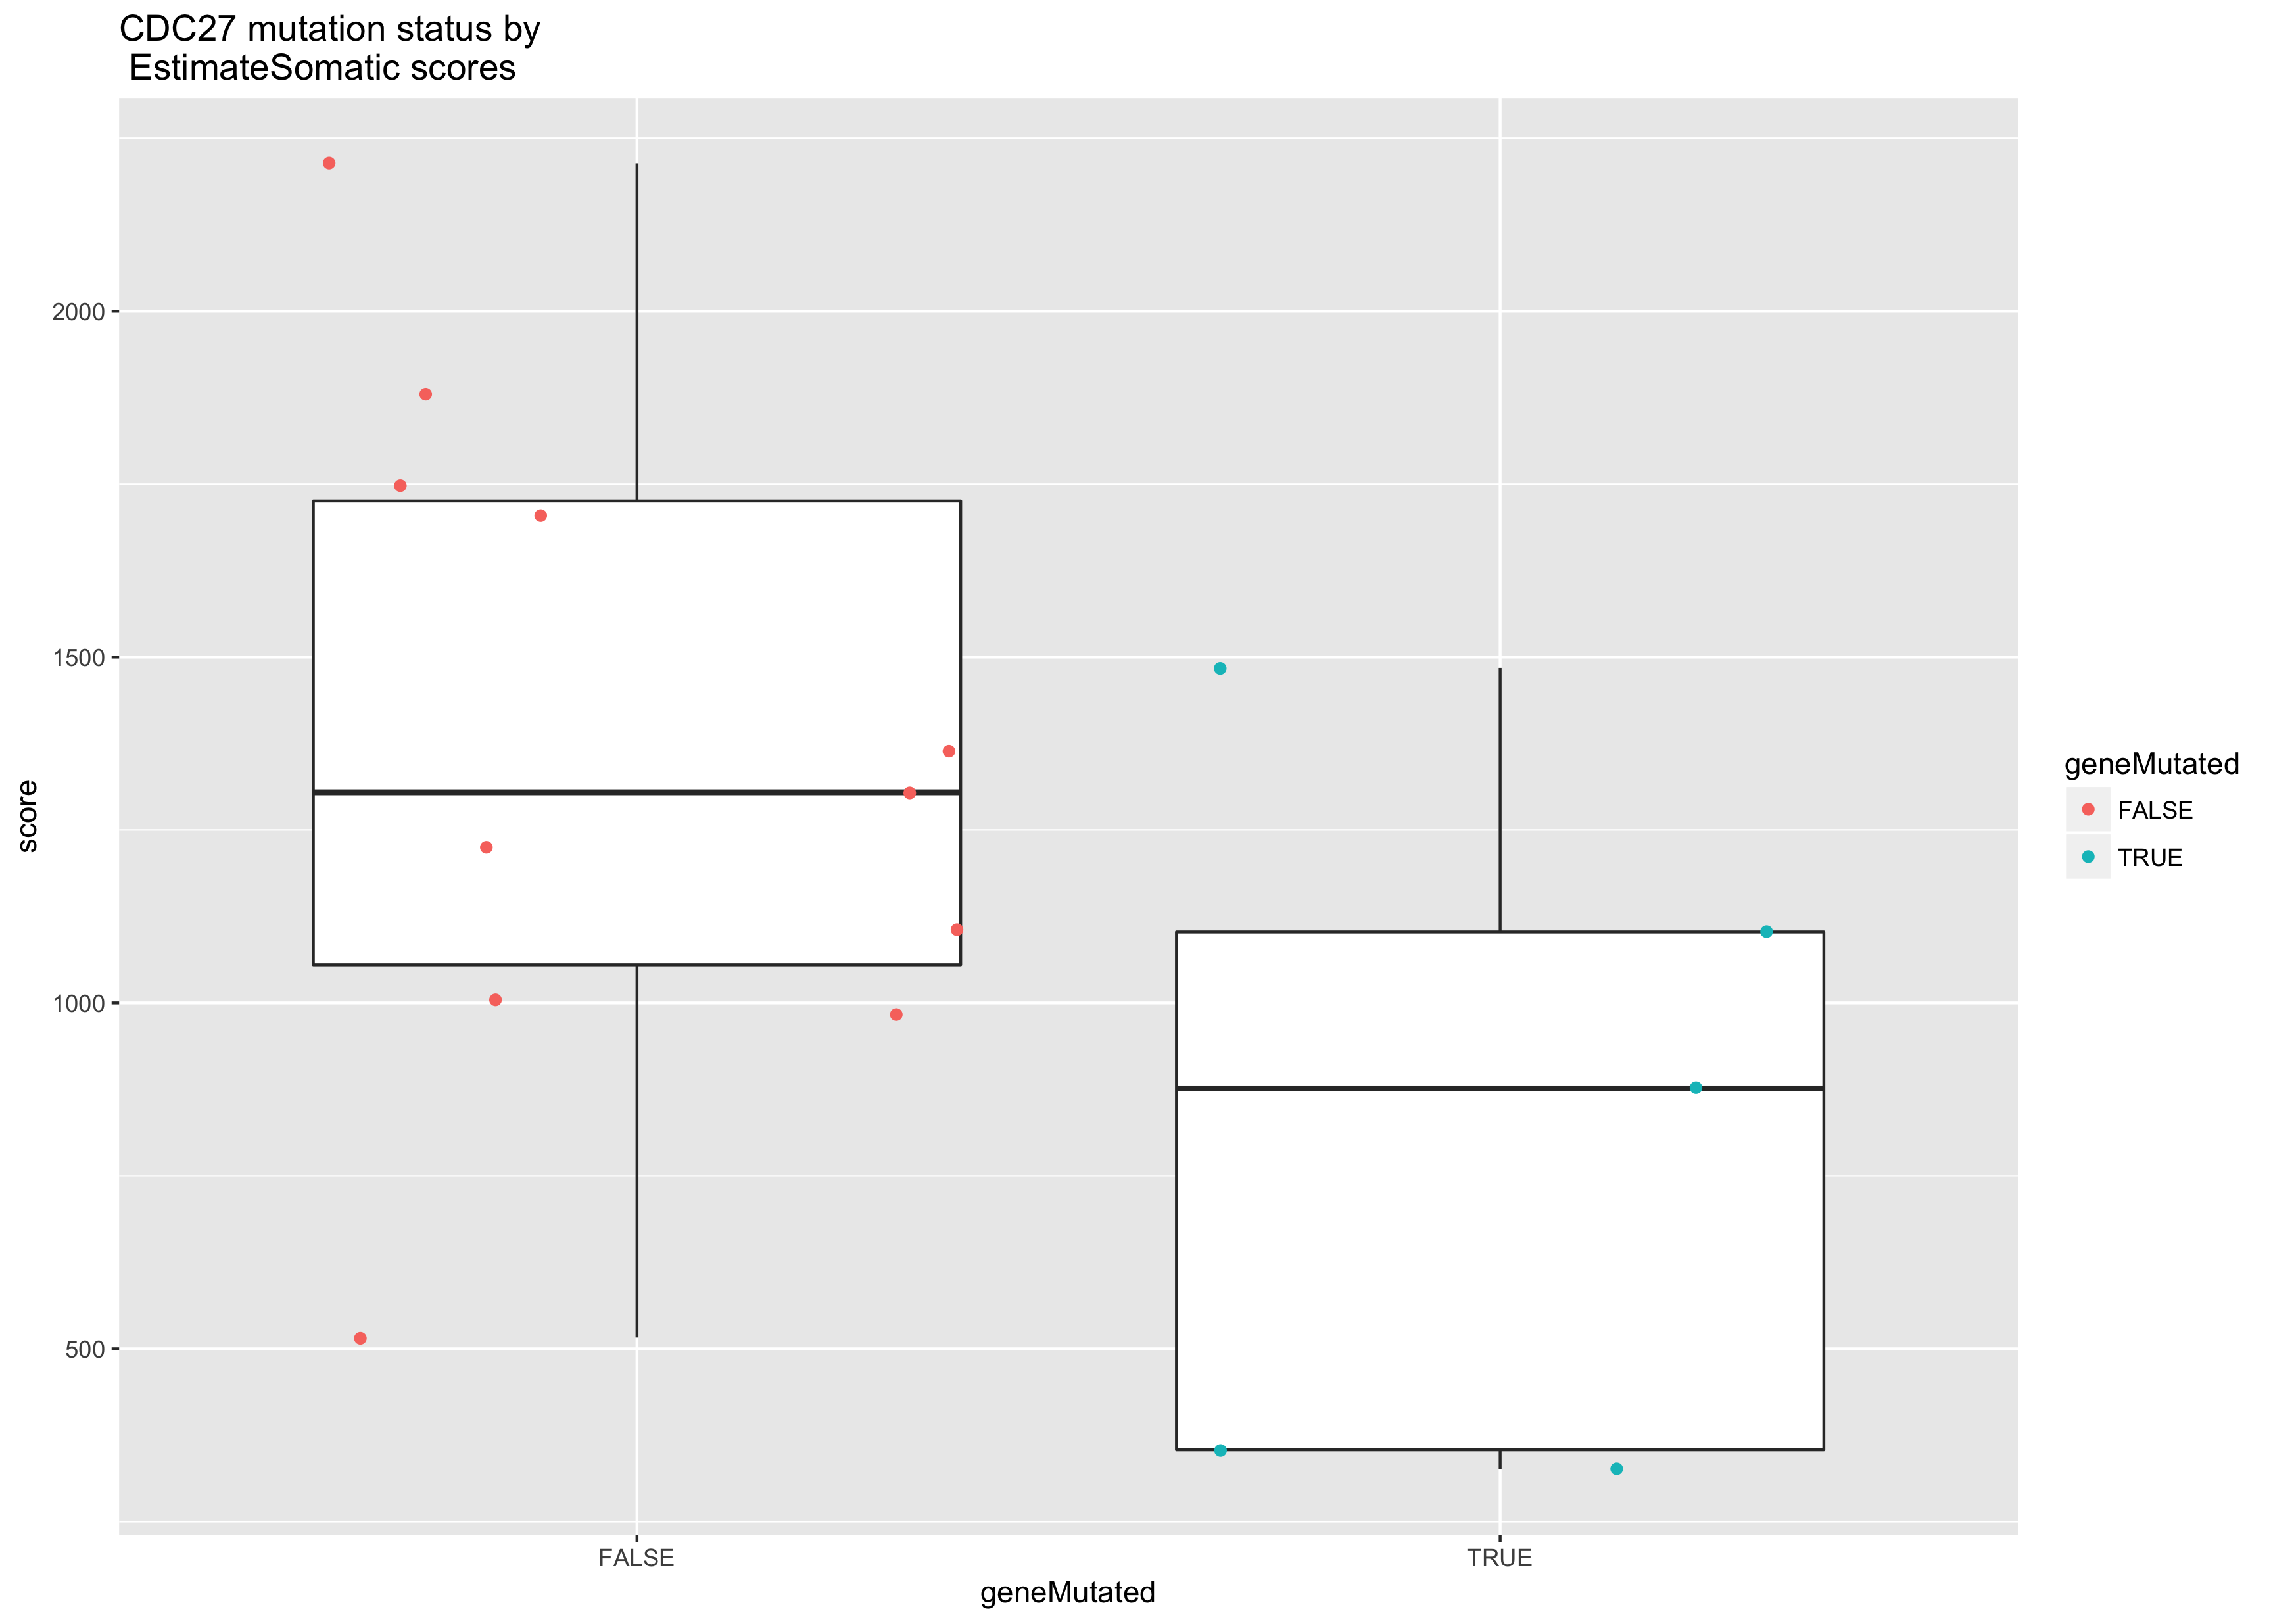 CDC27 mutation status by
EstimateSomatic scores
score
2000
1500
1000
500
FALSE
TRUE
geneMutated
geneMutated
FALSE
TRUE